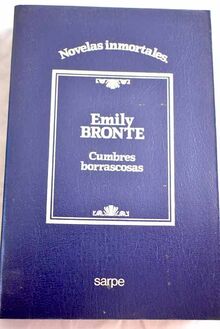 Novelas inmortales.
Emily
BRONTE
Cumbres
borrascosas
sarpe